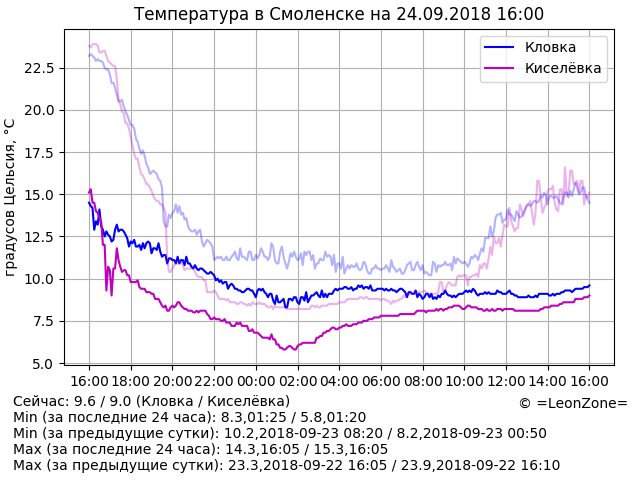 Температура в Смоленске на 24.09.2018 16:00
Кловка
Киселёвка
градусов Цельсия, °C
22.5
20.0
17.5
15.0
12.5
10.0
7.5
5.0
16:00 18:00 20:00 22:00 00:00 02:00 04:00 06:00 08:00 10:00 12:00 14:00 16:00
Сейчас: 9.6 / 9.0 (Кловка / Киселёвка)
© =LeonZone=
Min (за последние 24 часа): 8.3,01:25 / 5.8,01:20
Min (за предыдущие сутки): 10.2,2018-09-23 08:20 / 8.2,2018-09-23 00:50
Max (за последние 24 часа): 14.3,16:05 / 15.3,16:05
Max (за предыдущие сутки): 23.3,2018-09-22 16:05 / 23.9,2018-09-22 16:10